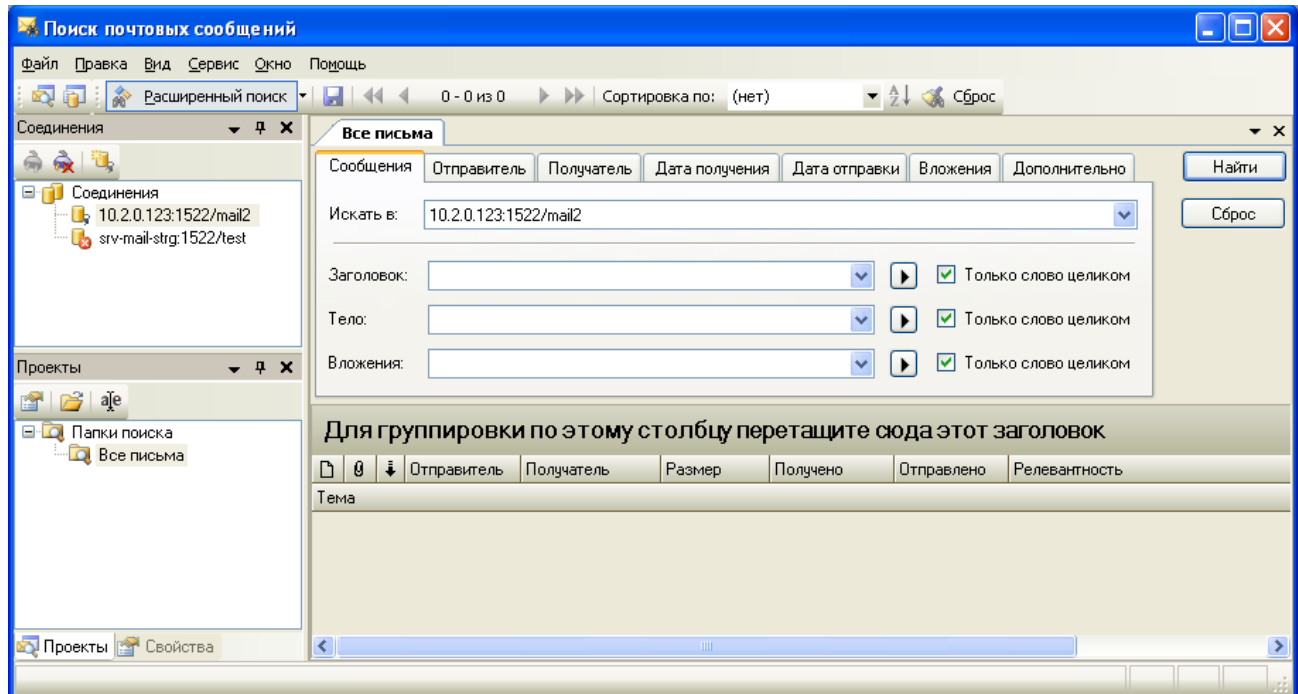 Поиск почтовых сообщений
Файл Правка Вид Сервис Окно Помощь
Расширенный поиск 0 - 0 из 0 Сортировка по: (нет) Сброс
Соединения
Соединения
10.2.0.123:1522/mail2
srv-mail-strg:1522/test
Проекты
Папки поиска
Все письма
Проекты Свойства
Все письма
Сообщения Отправитель Получатель Дата получения Дата отправки Вложения Дополнительно
Искать в: 10.2.0.123:1522/mail2
Заголовок: Только слово целиком
Тело: Только слово целиком
Вложения: Только слово целиком
Найти
Сброс
Для группировки по этому столбцу перетащите сюда этот заголовок
Отправитель Получатель Размер Получено Отправлено Релевантность
Тема